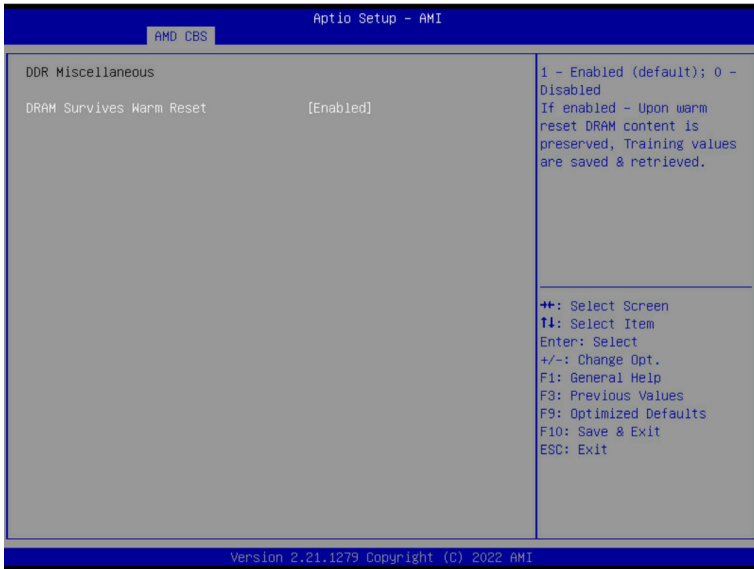 Aptio Setup – AMI
AMD CBS
DDR Miscellaneous
DRAM Survives Warm Reset [Enabled]
1 – Enabled (default); 0 –
Disabled
If enabled – Upon warm
reset DRAM content is
preserved, Training values
are saved & retrieved.
→←: Select Screen
↑↓: Select Item
Enter: Select
+/-: Change Opt.
F1: General Help
F3: Previous Values
F9: Optimized Defaults
F10: Save & Exit
ESC: Exit
Version 2.21.1279 Copyright (C) 2022 AMI